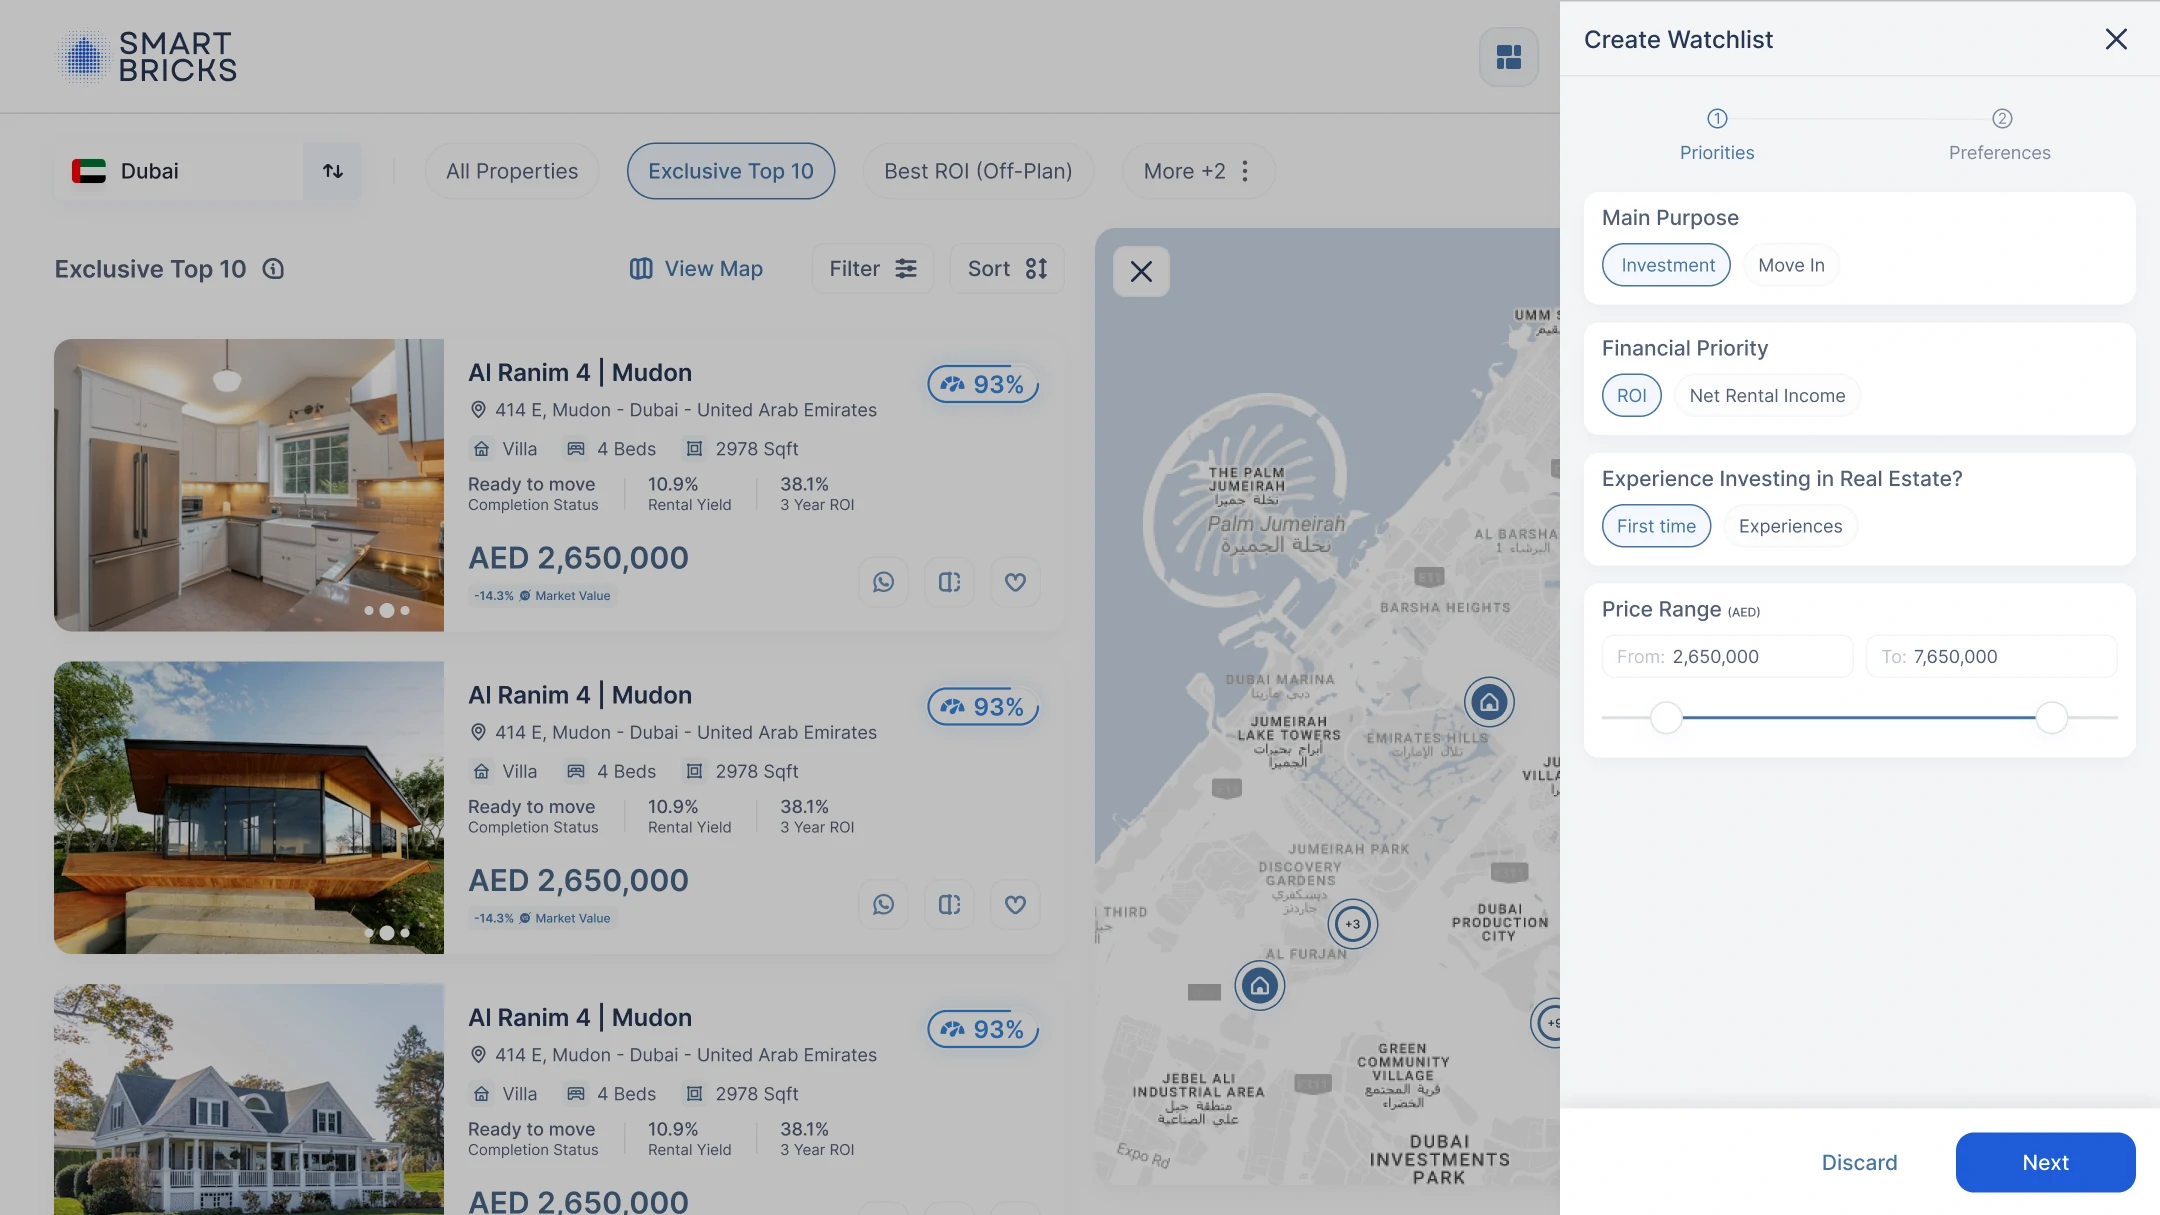 SMART
BRICKS
Dubai
All Properties
Exclusive Top 10
Best ROI (Off-Plan)
More +2
Exclusive Top 10
View Map
Filter
Sort
Al Ranim 4 | Mudon
93%
414 E, Mudon - Dubai - United Arab Emirates
Villa
4 Beds
2978 Sqft
Ready to move
10.9%
38.1%
Completion Status
Rental Yield
3 Year ROI
AED 2,650,000
-14.3% Market Value
Al Ranim 4 | Mudon
93%
414 E, Mudon - Dubai - United Arab Emirates
Villa
4 Beds
2978 Sqft
Ready to move
10.9%
38.1%
Completion Status
Rental Yield
3 Year ROI
AED 2,650,000
-14.3% Market Value
Al Ranim 4 | Mudon
93%
414 E, Mudon - Dubai - United Arab Emirates
Villa
4 Beds
2978 Sqft
Ready to move
10.9%
38.1%
Completion Status
Rental Yield
3 Year ROI
AED 2,650,000
UMM
THE PALM
JUMEIRAH
نخلة جميرا
Palm Jumeirah
نخلة الجميرة
AL BARSHA
البرشاء 1
E11
BARSHA HEIGHTS
DUBAI MARINA
دبي مارينا
JUMEIRAH
LAKE TOWERS
أبراج بحيرات
الجميرا
EMIRATES HILLS
تلال الإمارات
JU
VILLA
JUMEIRAH PARK
DISCOVERY
GARDENS
ديسكفري
جاردنز
THIRD
DUBAI
PRODUCTION
CITY
+3
AL FURJAN
+9
GREEN
COMMUNITY
VILLAGE
قرية المجتمع
الخضراء
JEBEL ALI
INDUSTRIAL AREA
منطقة جبل
علي الصناعية
Expo Rd
DUBAI
INVESTMENTS
PARK
Create Watchlist
1
2
Priorities
Preferences
Main Purpose
Investment
Move In
Financial Priority
ROI
Net Rental Income
Experience Investing in Real Estate?
First time
Experiences
Price Range (AED)
From: 2,650,000
To: 7,650,000
Discard
Next